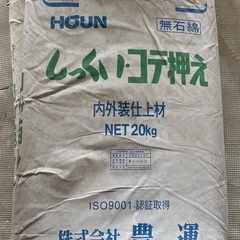 HOUN
無石綿
しっくい・コテ押え
内外装仕上材
NET 20kg
ISO9001 認証取得
株式会社 豊運